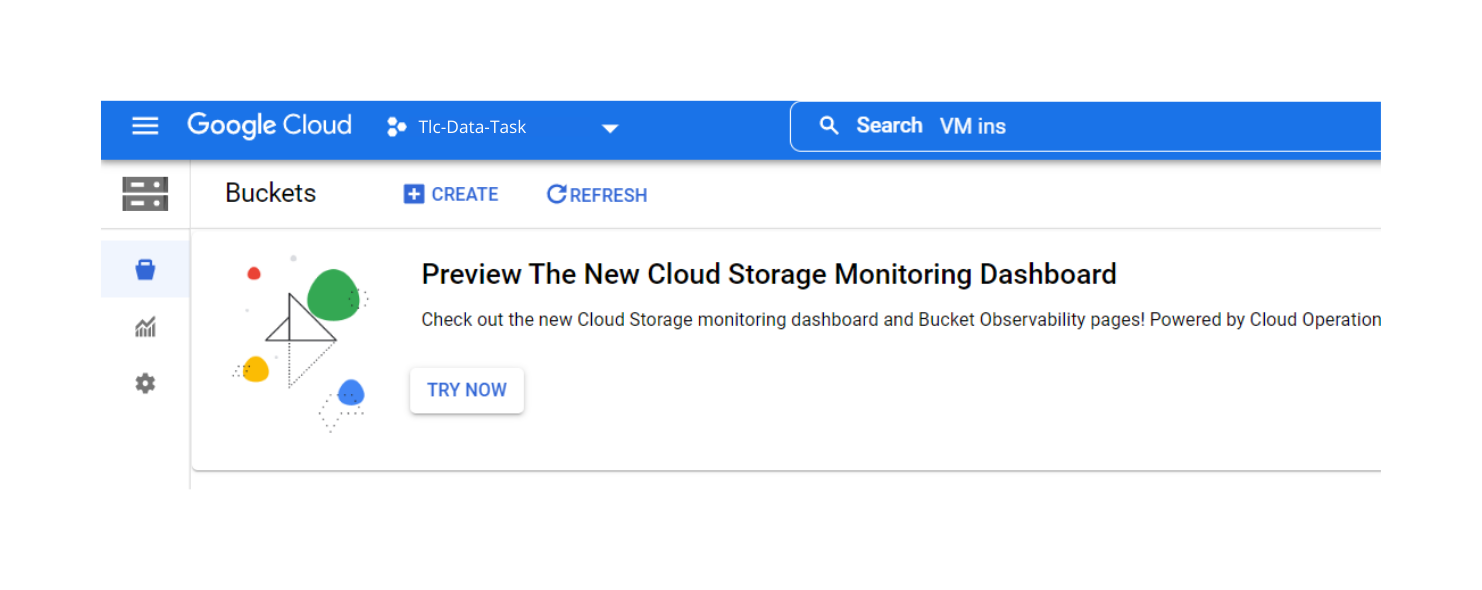 Google Cloud Tlc-Data-Task Search VM ins
Buckets CREATE REFRESH
Preview The New Cloud Storage Monitoring Dashboard
Check out the new Cloud Storage monitoring dashboard and Bucket Observability pages! Powered by Cloud Operation
TRY NOW